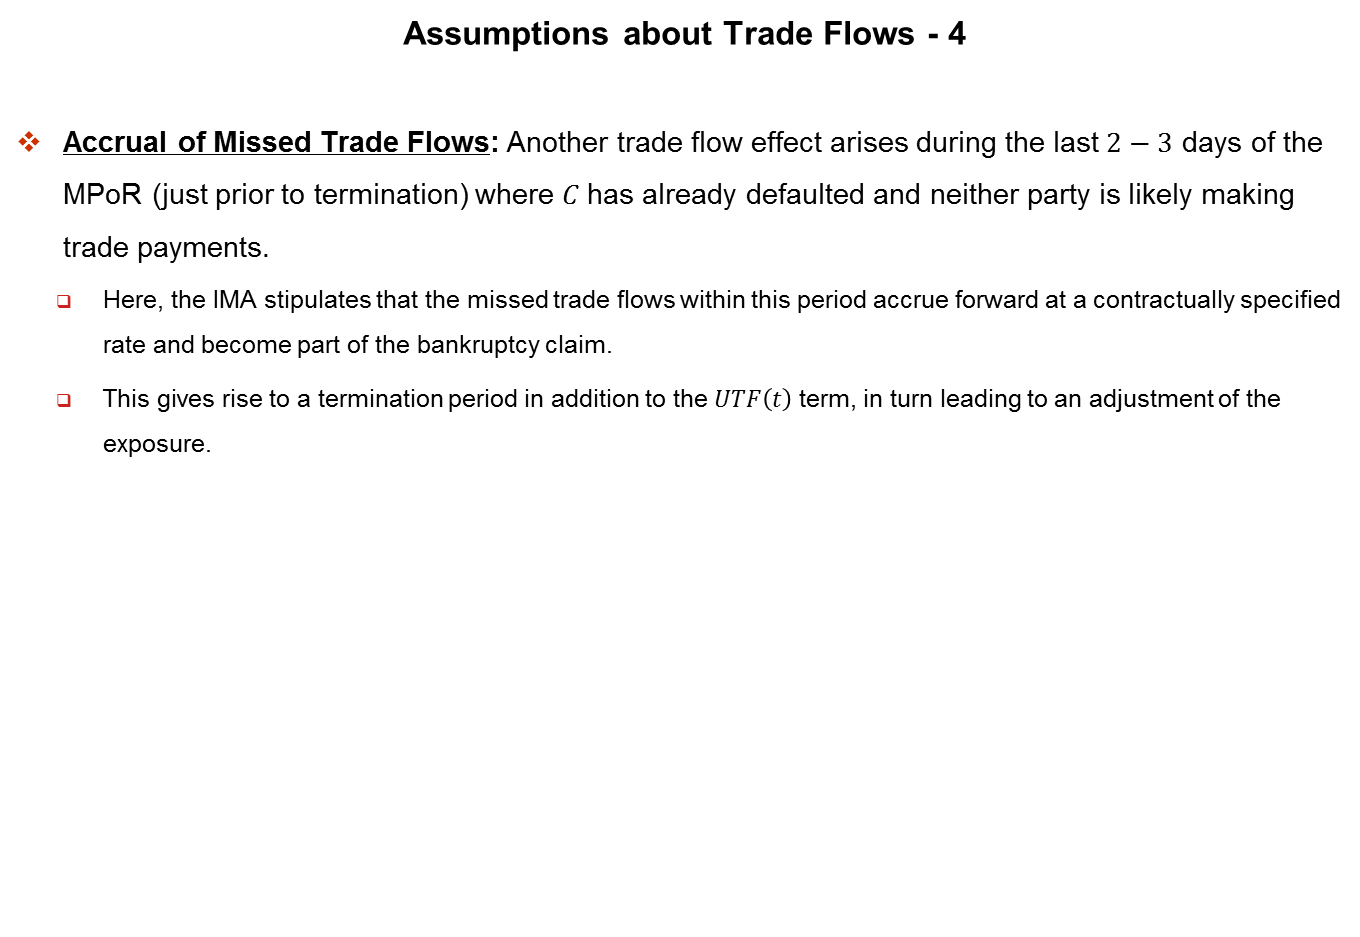 Assumptions about Trade Flows - 4
❖ Accrual of Missed Trade Flows: Another trade flow effect arises during the last 2 − 3 days of the
MPoR (just prior to termination) where C has already defaulted and neither party is likely making
trade payments.
❑ Here, the IMA stipulates that the missed trade flows within this period accrue forward at a contractually specified
rate and become part of the bankruptcy claim.
❑ This gives rise to a termination period in addition to the UTF(t) term, in turn leading to an adjustment of the
exposure.